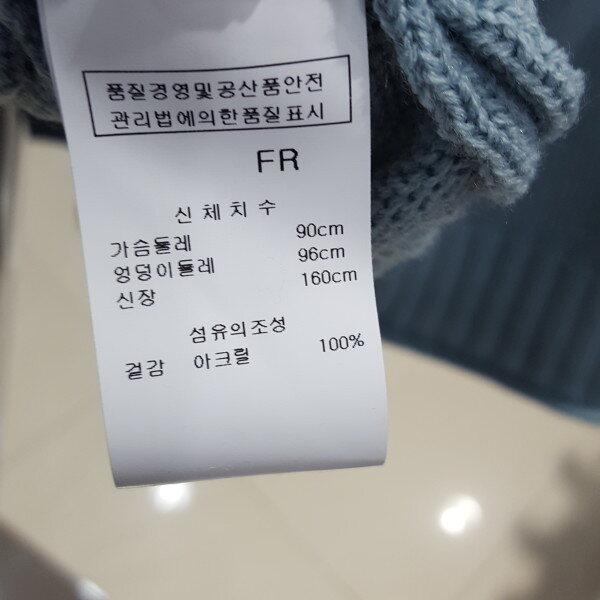 품질경영및공산품안전
관리법에의한품질표시
FR
신체치수
가슴둘레 90cm
엉덩이둘레 96cm
신장 160cm
섬유의조성
겉감 아크릴 100%